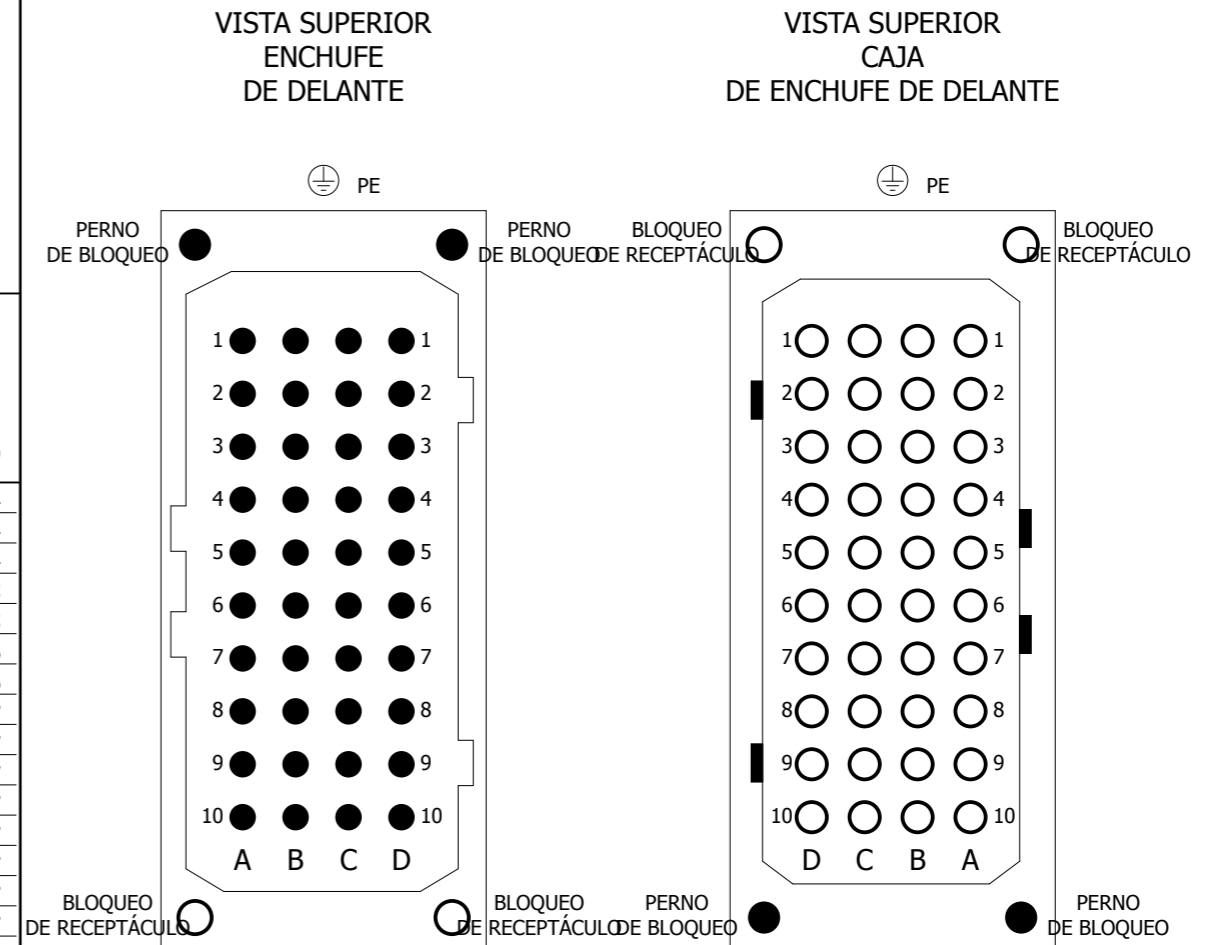 VISTA SUPERIOR
ENCHUFE
DE DELANTE
VISTA SUPERIOR
CAJA
DE ENCHUFE DE DELANTE
PE
PE
PERNO
DE BLOQUEO
PERNO
DE BLOQUEO
BLOQUEO
DE RECEPTÁCULO
BLOQUEO
DE RECEPTÁCULO
1 1 1 1
2 2 2 2
3 3 3 3
4 4 4 4
5 5 5 5
6 6 6 6
7 7 7 7
8 8 8 8
9 9 9 9
10 10 10 10
A B C D D C B A
BLOQUEO
DE RECEPTÁCULO
BLOQUEO
DE RECEPTÁCULO
PERNO
DE BLOQUEO
PERNO
DE BLOQUEO